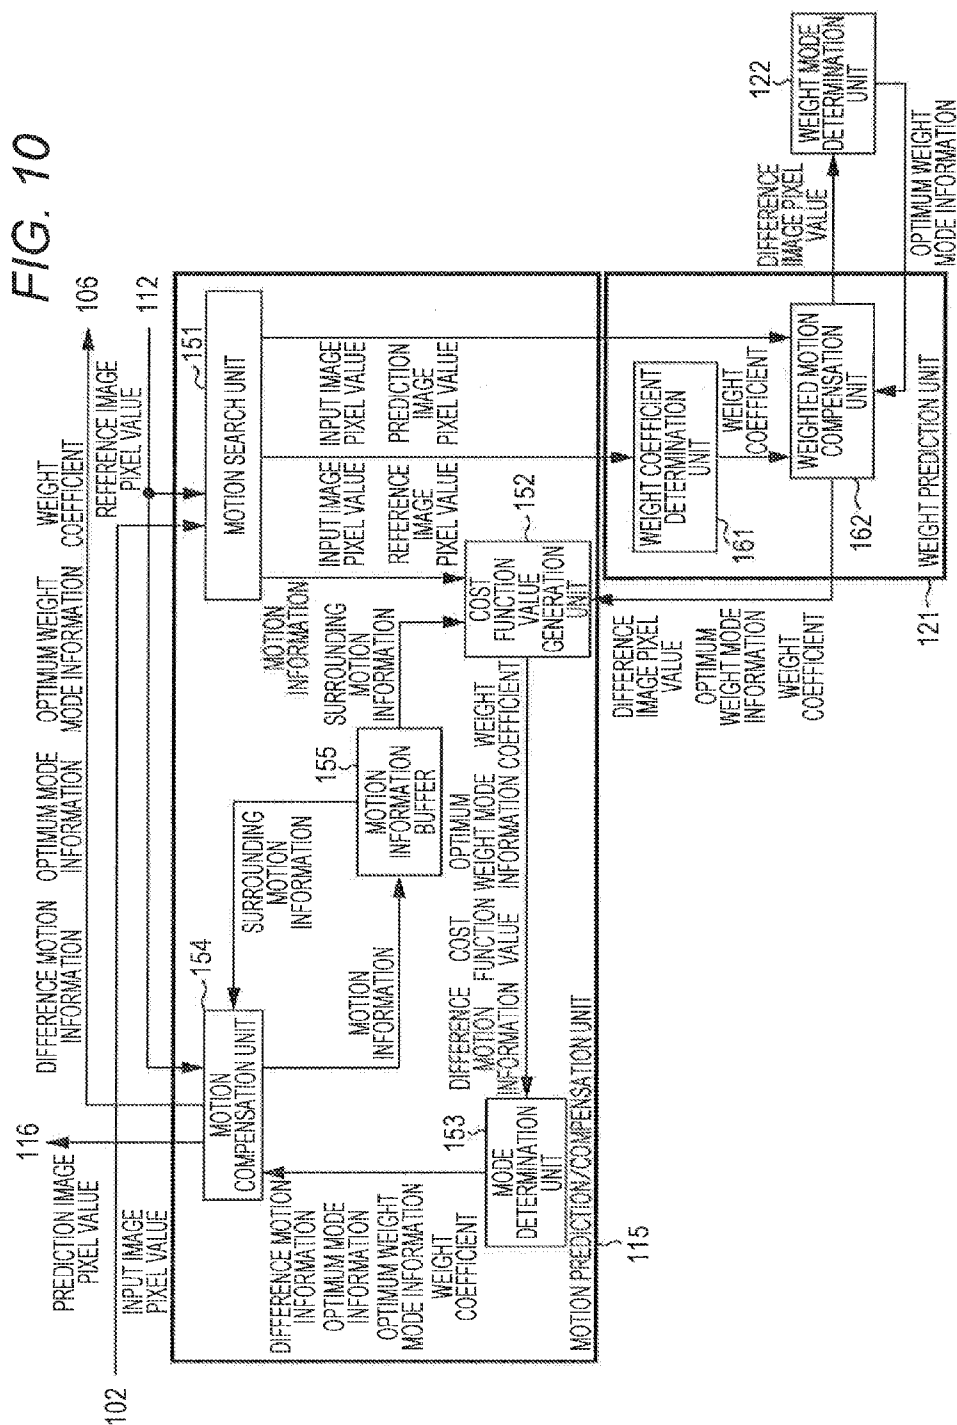 FIG. 10
116
PREDICTION IMAGE
PIXEL VALUE
DIFFERENCE MOTION
INFORMATION
OPTIMUM MODE
INFORMATION
OPTIMUM WEIGHT
MODE INFORMATION
WEIGHT
COEFFICIENT
106
REFERENCE IMAGE
PIXEL VALUE
112
102
INPUT IMAGE
PIXEL VALUE
154
MOTION
COMPENSATION UNIT
151
MOTION SEARCH UNIT
DIFFERENCE MOTION
INFORMATION
OPTIMUM MODE
INFORMATION
OPTIMUM WEIGHT
MODE INFORMATION
WEIGHT
COEFFICIENT
SURROUNDING
MOTION
INFORMATION
MOTION
INFORMATION
155
MOTION
INFORMATION
BUFFER
SURROUNDING
MOTION
INFORMATION
MOTION
INFORMATION
INPUT IMAGE
PIXEL VALUE
REFERENCE
IMAGE
PIXEL VALUE
INPUT IMAGE
PIXEL VALUE
PREDICTION
IMAGE
PIXEL VALUE
153
MODE
DETERMINATION
UNIT
DIFFERENCE
MOTION
INFORMATION
COST
FUNCTION
VALUE
OPTIMUM
WEIGHT MODE
INFORMATION
WEIGHT
COEFFICIENT
152
COST
FUNCTION
VALUE
GENERATION
UNIT
MOTION PREDICTION/COMPENSATION UNIT
115
DIFFERENCE
IMAGE PIXEL
VALUE
OPTIMUM
WEIGHT MODE
INFORMATION
WEIGHT
COEFFICIENT
WEIGHT COEFFICIENT
DETERMINATION
UNIT
161
WEIGHT
COEFFICIENT
WEIGHTED MOTION
COMPENSATION
UNIT
162
WEIGHT PREDICTION UNIT
121
DIFFERENCE
IMAGE PIXEL
VALUE
122
WEIGHT MODE
DETERMINATION
UNIT
OPTIMUM WEIGHT
MODE INFORMATION